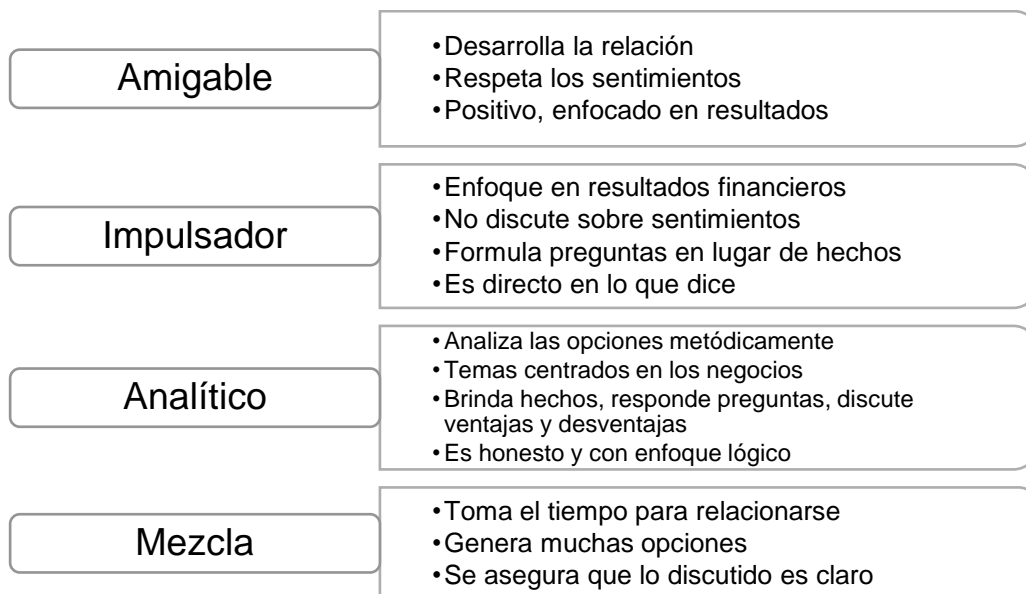 Amigable
•Desarrolla la relación
•Respeta los sentimientos
•Positivo, enfocado en resultados
Impulsador
•Enfoque en resultados financieros
•No discute sobre sentimientos
•Formula preguntas en lugar de hechos
•Es directo en lo que dice
Analítico
•Analiza las opciones metódicamente
•Temas centrados en los negocios
•Brinda hechos, responde preguntas, discute
ventajas y desventajas
•Es honesto y con enfoque lógico
Mezcla
•Toma el tiempo para relacionarse
•Genera muchas opciones
•Se asegura que lo discutido es claro